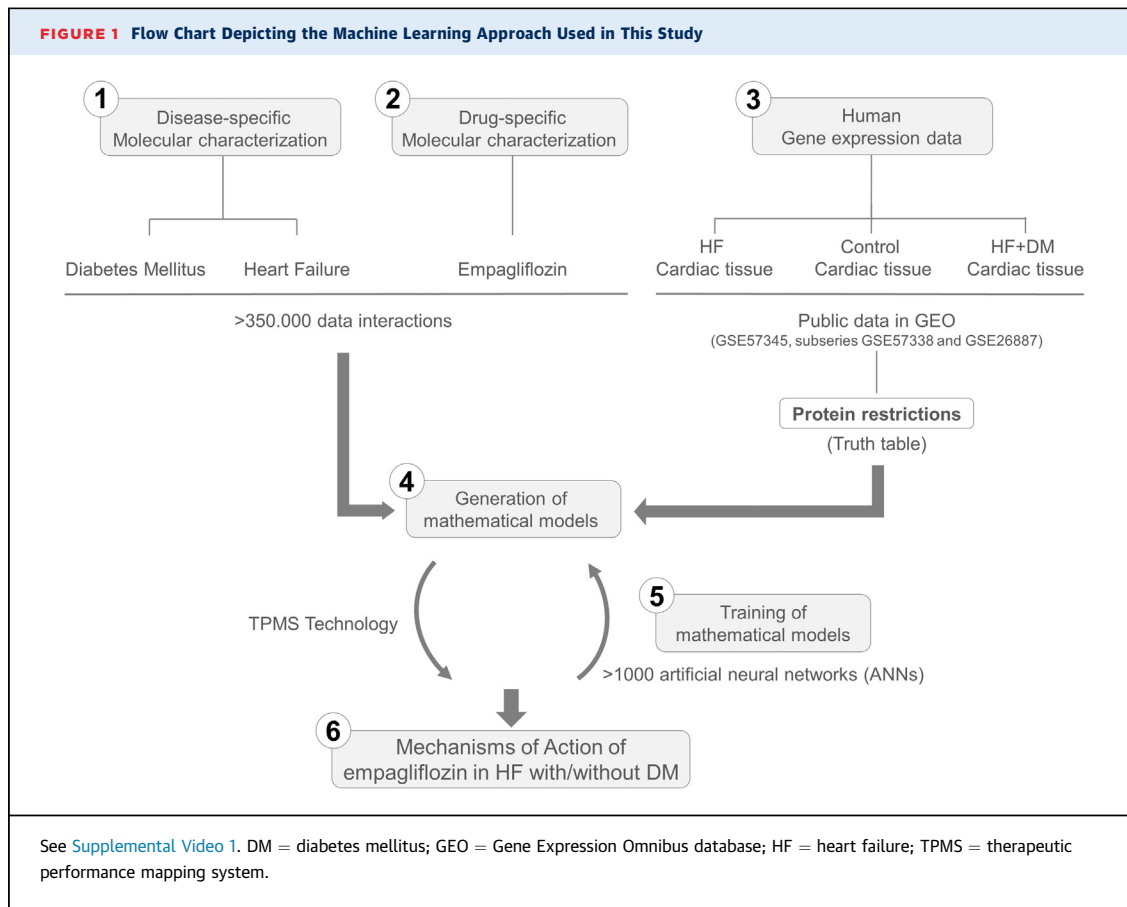 FIGURE 1 Flow Chart Depicting the Machine Learning Approach Used in This Study
1
Disease-specific
Molecular characterization
2
Drug-specific
Molecular characterization
3
Human
Gene expression data
Diabetes Mellitus
Heart Failure
Empagliflozin
HF
Cardiac tissue
Control
Cardiac tissue
HF+DM
Cardiac tissue
>350.000 data interactions
Public data in GEO
(GSE57345, subseries GSE57338 and GSE26887)
Protein restrictions
(Truth table)
4
Generation of
mathematical models
TPMS Technology
5
Training of
mathematical models
>1000 artificial neural networks (ANNs)
6
Mechanisms of Action of
empagliflozin in HF with/without DM
See Supplemental Video 1. DM = diabetes mellitus; GEO = Gene Expression Omnibus database; HF = heart failure; TPMS = therapeutic
performance mapping system.